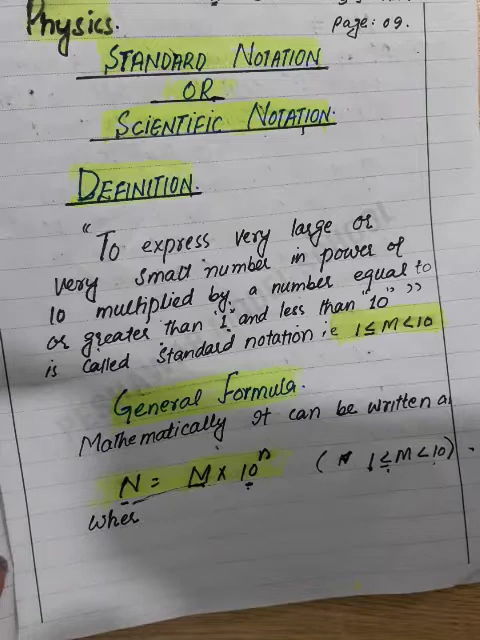 Physics.
Page: 09.
STANDARD NOTATION
OR
SCIENTIFIC NOTATION.
DEFINITION.
"To express very large or
very small number in power of
10 multiplied by a number equal to
or greater than "1" and less than "10" "
is called Standard notation i.e 1 ≤ M < 10
General Formula.
Mathematically It can be written as
N = M × 10ⁿ ( 1 ≤ M < 10 ) .
wher